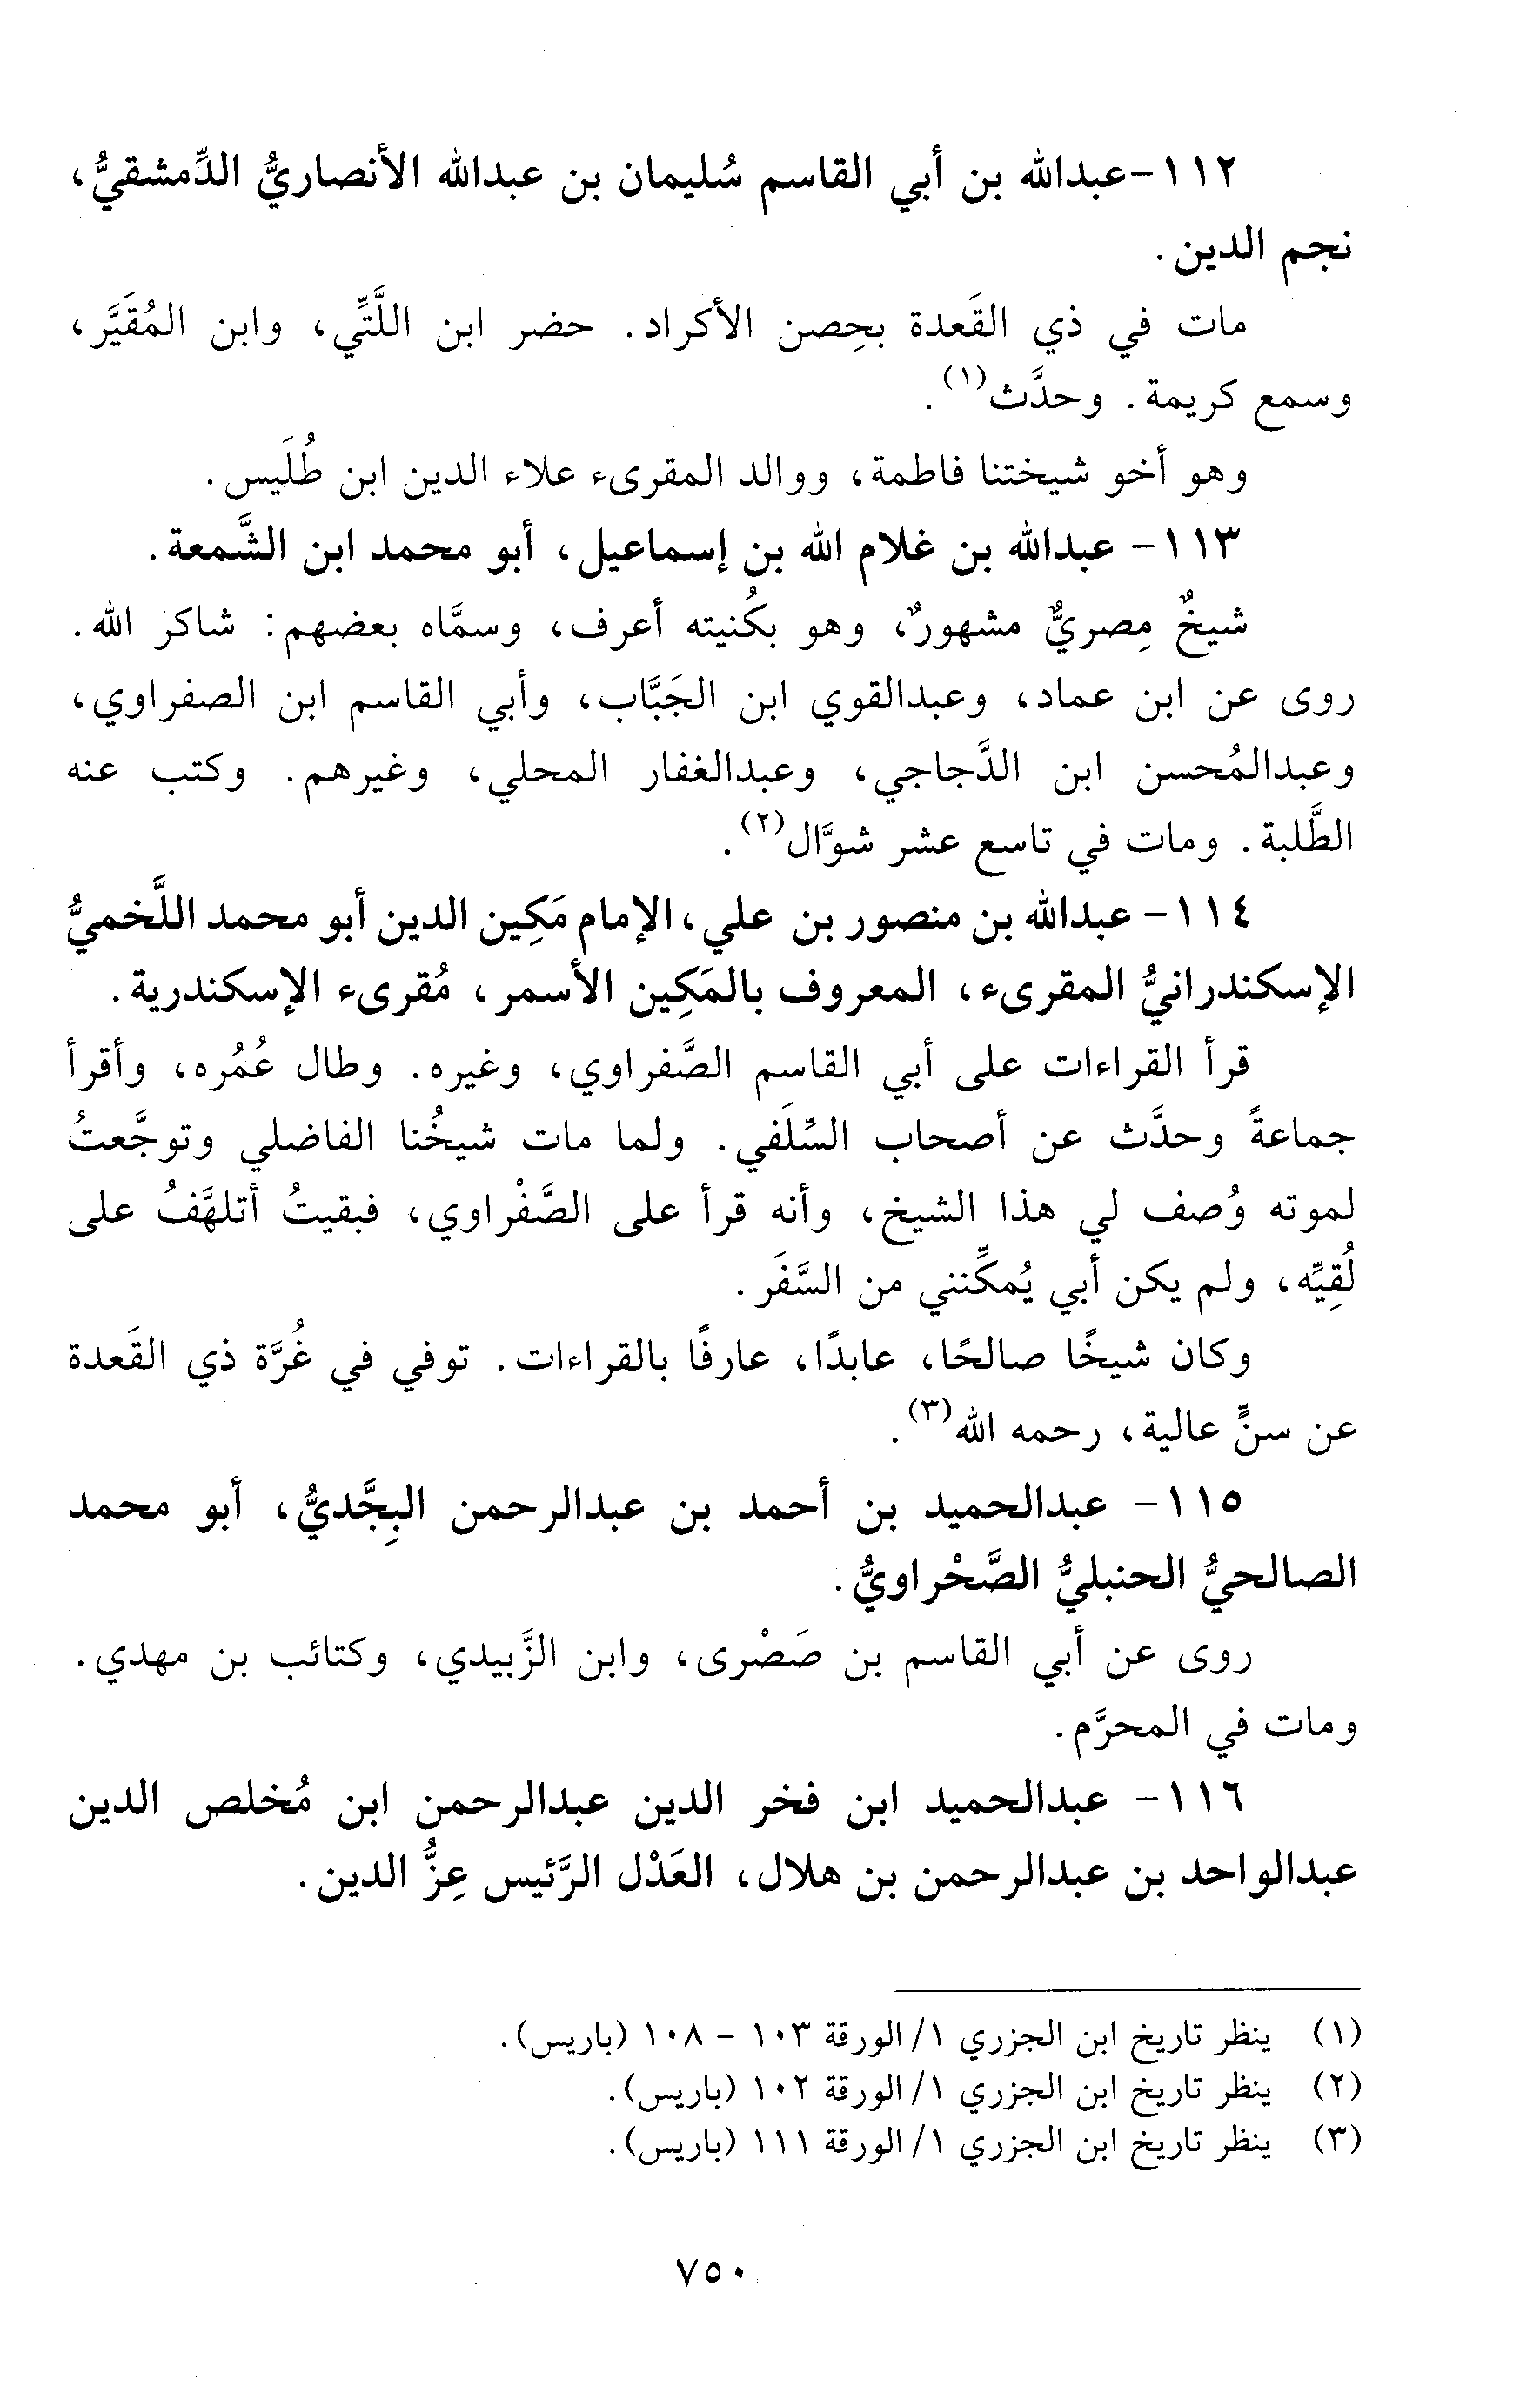 ١١٢- عبدالله بن أبي القاسم سُليمان بن عبدالله الأنصاريُّ الدِّمشقيُّ،
نجم الدين.
مات في ذي القَعدة بحِصن الأكراد. حضر ابن اللَّتِّي، وابن المُقَيَّر،
وسمع كريمة. وحدَّث(١).
وهو أخو شيختنا فاطمة، ووالد المقرىء علاء الدين ابن طُلَيس.
١١٣- عبدالله بن غلام الله بن إسماعيل، أبو محمد ابن الشَّمعة.
شيخٌ مِصريٌّ مشهورٌ، وهو بكُنيته أعرف، وسمَّاه بعضهم: شاكر الله.
روى عن ابن عماد، وعبدالقوي ابن الجَبَّاب، وأبي القاسم ابن الصفراوي،
وعبدالمُحسن ابن الدَّجاجي، وعبدالغفار المحلي، وغيرهم. وكتب عنه
الطَّلبة. ومات في تاسع عشر شوَّال(٢).
١١٤- عبدالله بن منصور بن علي، الإمام مَكِين الدين أبو محمد اللَّخميُّ
الإسكندرانيُّ المقرىء، المعروف بالمَكِين الأسمر، مُقرىء الإسكندرية.
قرأ القراءات على أبي القاسم الصَّفراوي، وغيره. وطال عُمُره، وأقرأ
جماعةً وحدَّث عن أصحاب السِّلَفي. ولما مات شيخُنا الفاضلي وتوجَّعتُ
لموته وُصف لي هذا الشيخ، وأنه قرأ على الصَّفْراوي، فبقيتُ أتلهَّفُ على
لُقِيِّه، ولم يكن أبي يُمكِّنني من السَّفَر.
وكان شيخًا صالحًا، عابدًا، عارفًا بالقراءات. توفي في غُرَّة ذي القَعدة
عن سنٍّ عالية، رحمه الله(٣).
١١٥- عبدالحميد بن أحمد بن عبدالرحمن البِجَّديُّ، أبو محمد
الصالحيُّ الحنبليُّ الصَّحْراويُّ.
روى عن أبي القاسم بن صَصْرى، وابن الزَّبيدي، وكتائب بن مهدي.
ومات في المحرَّم.
١١٦- عبدالحميد ابن فخر الدين عبدالرحمن ابن مُخلص الدين
عبدالواحد بن عبدالرحمن بن هلال، العَدْل الرَّئيس عِزُّ الدين.
(١) ينظر تاريخ ابن الجزري ١/ الورقة ١٠٣ - ١٠٨ (باريس).
(٢) ينظر تاريخ ابن الجزري ١/ الورقة ١٠٢ (باريس).
(٣) ينظر تاريخ ابن الجزري ١/ الورقة ١١١ (باريس).
٧٥٠